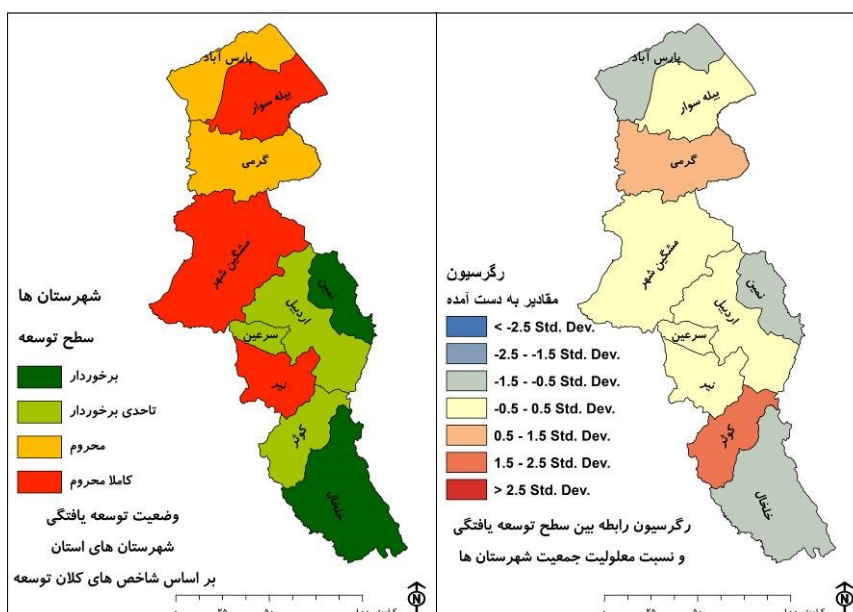 پارس آباد
بیله سوار
گرمی
مشگین شهر
نمین
اردبیل
سرعین
نیر
کوثر
خلخال
شهرستان ها
سطح توسعه
برخوردار
تاحدی برخوردار
محروم
کاملا محروم
وضعیت توسعه یافتگی
شهرستان های استان
بر اساس شاخص های کلان توسعه
N
پارس آباد
بیله سوار
گرمی
مشگین شهر
نمین
اردبیل
سرعین
نیر
کوثر
خلخال
رگرسیون
مقادیر به دست آمده
< -2.5 Std. Dev.
-2.5 - -1.5 Std. Dev.
-1.5 - -0.5 Std. Dev.
-0.5 - 0.5 Std. Dev.
0.5 - 1.5 Std. Dev.
1.5 - 2.5 Std. Dev.
> 2.5 Std. Dev.
رگرسیون رابطه بین سطح توسعه یافتگی
و نسبت معلولیت جمعیت شهرستان ها
N